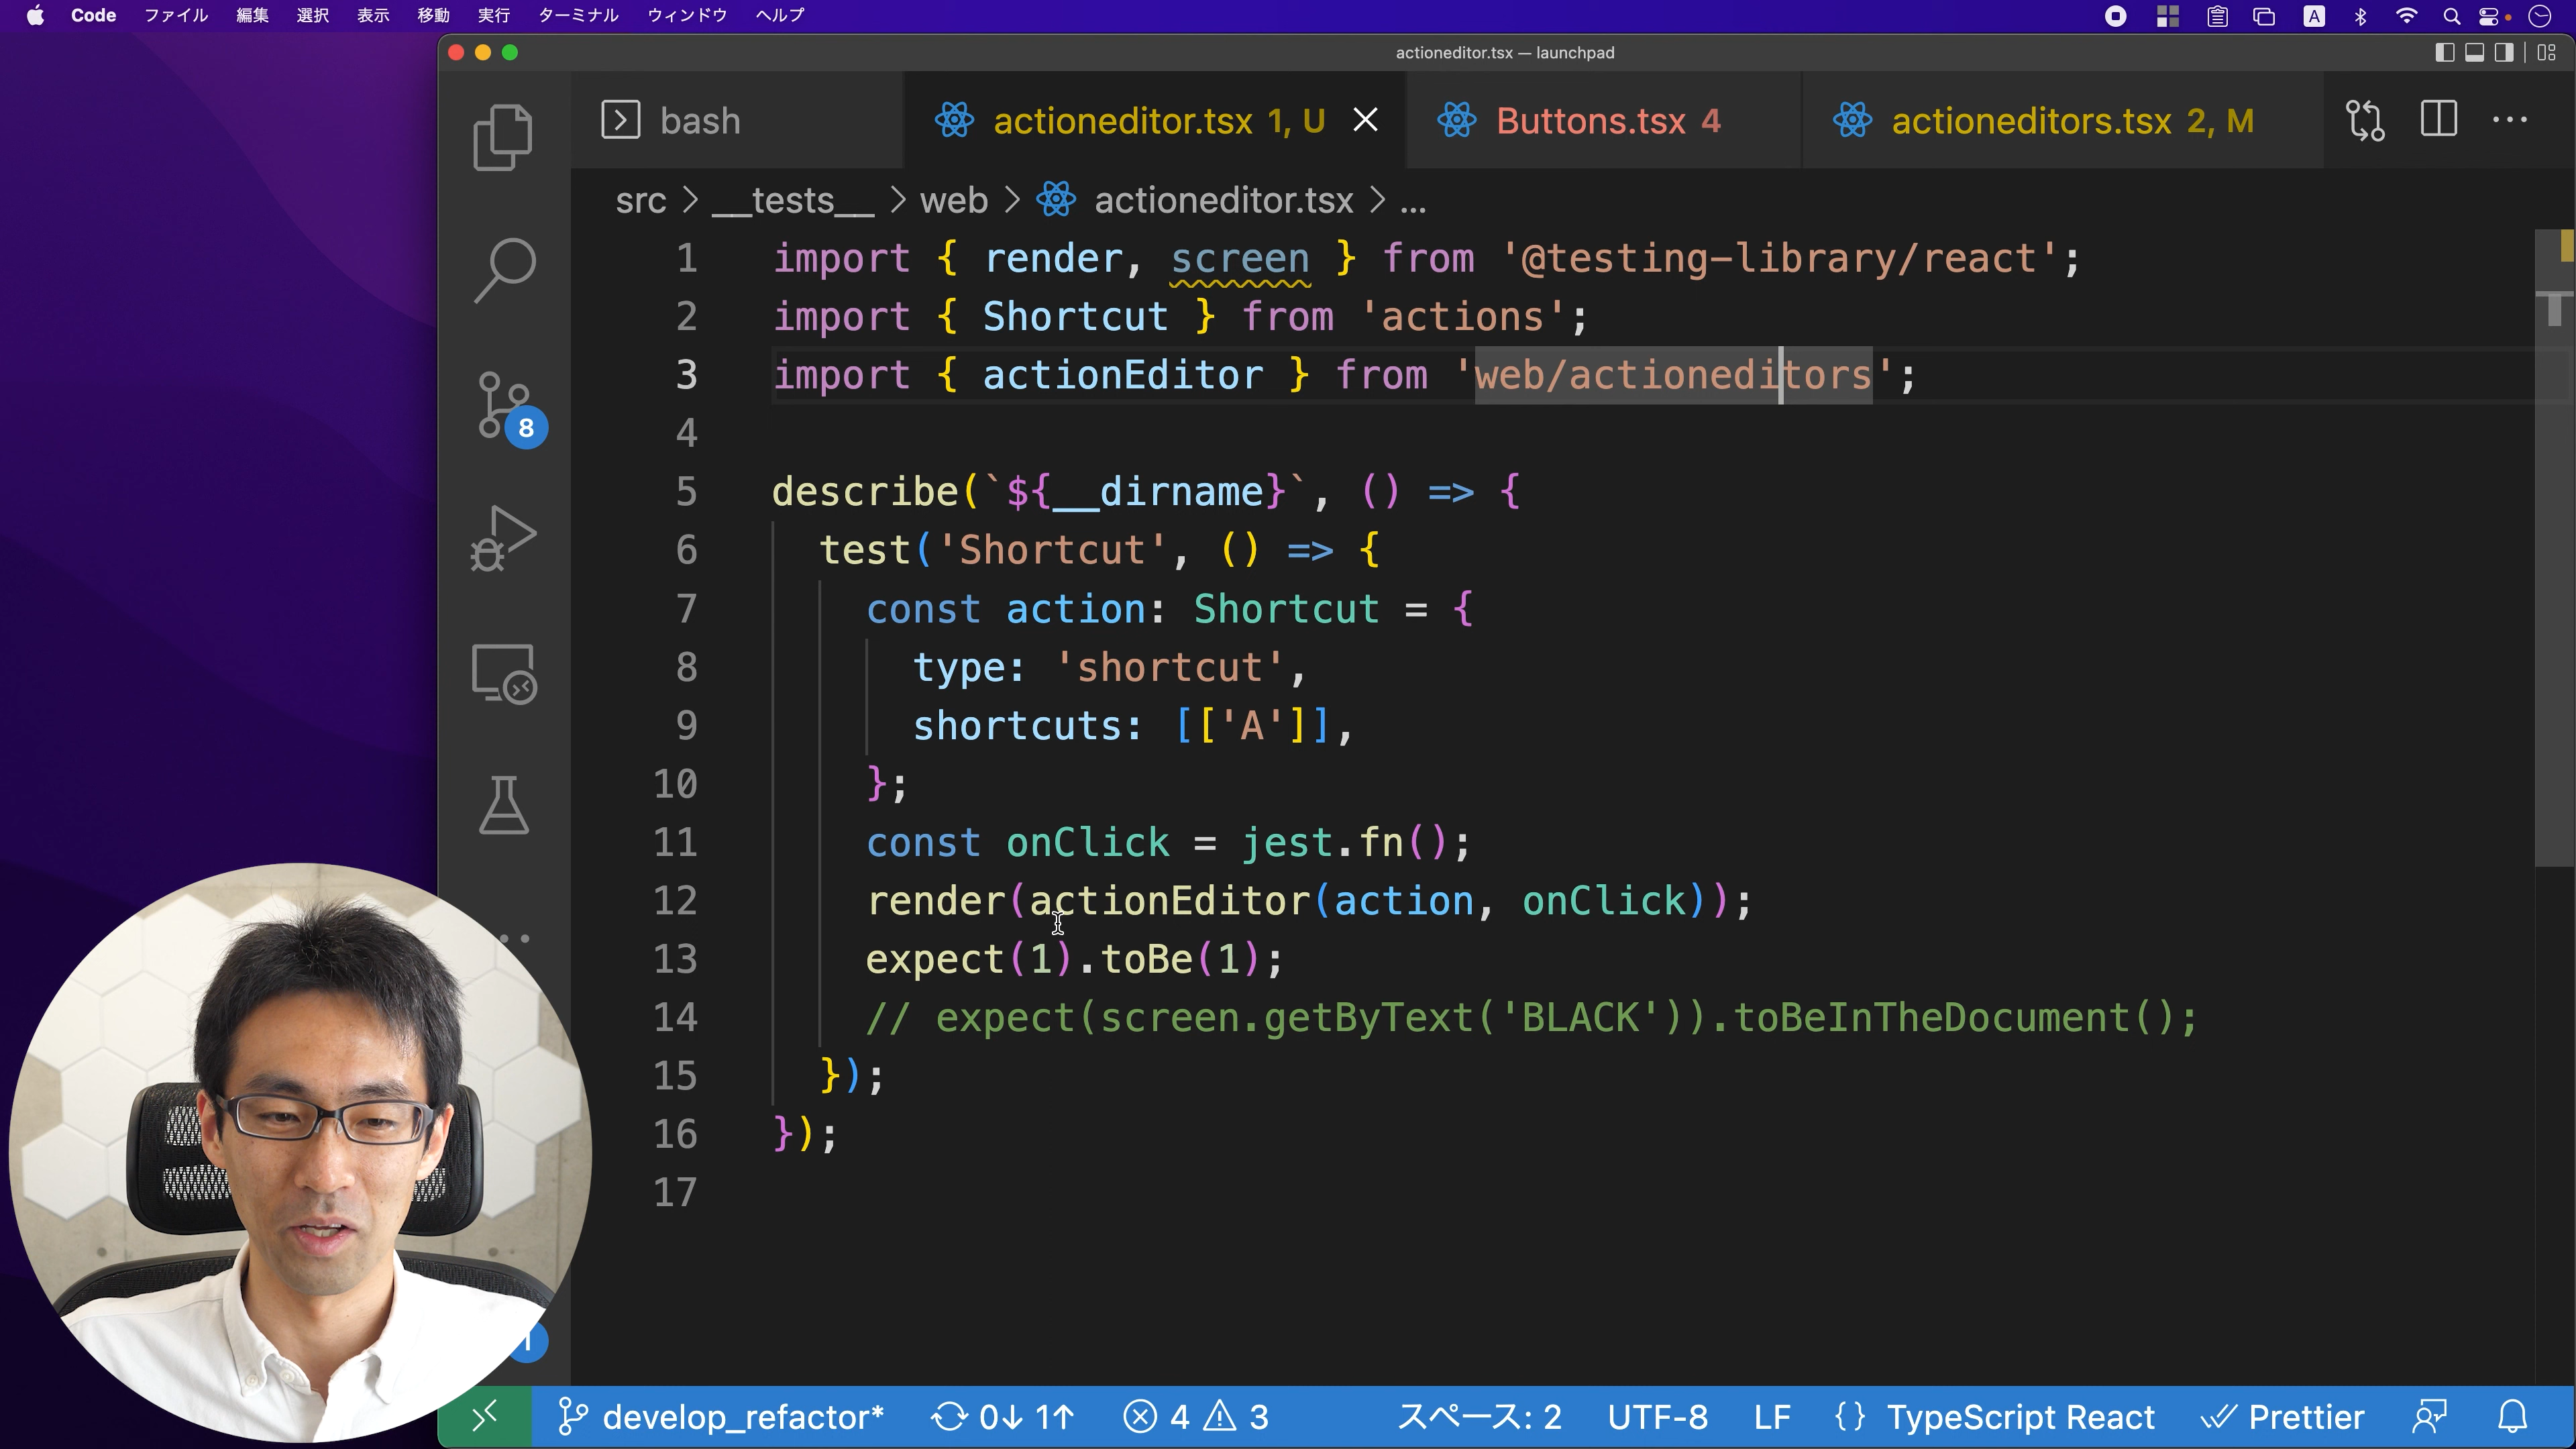 Code ファイル 編集 選択 表示 移動 実行 ターミナル ウィンドウ ヘルプ A
actioneditor.tsx — launchpad
bash actioneditor.tsx 1, U Buttons.tsx 4 actioneditors.tsx 2, M
src > __tests__ > web > actioneditor.tsx > ...
1 import { render, screen } from '@testing-library/react';
2 import { Shortcut } from 'actions';
3 import { actionEditor } from 'web/actioneditors';
4
5 describe(`${__dirname}`, () => {
6 test('Shortcut', () => {
7 const action: Shortcut = {
8 type: 'shortcut',
9 shortcuts: [['A']],
10 };
11 const onClick = jest.fn();
12 render(actionEditor(action, onClick));
13 expect(1).toBe(1);
14 // expect(screen.getByText('BLACK')).toBeInTheDocument();
15 });
16 });
17
8
1
develop_refactor* 0↓ 1↑ 4 3 スペース: 2 UTF-8 LF {} TypeScript React Prettier